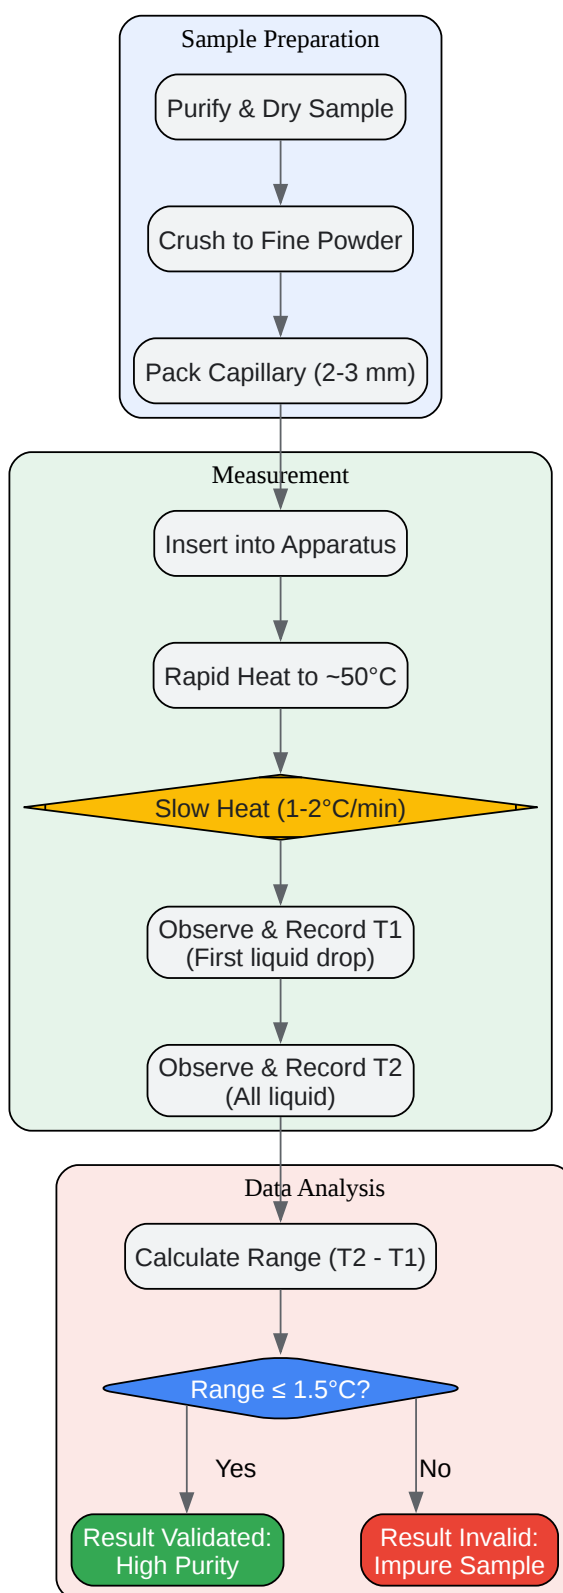 Sample Preparation
Purify & Dry Sample
Crush to Fine Powder
Pack Capillary (2-3 mm)
Measurement
Insert into Apparatus
Rapid Heat to ~50°C
Slow Heat (1-2°C/min)
Observe & Record T1
(First liquid drop)
Observe & Record T2
(All liquid)
Data Analysis
Calculate Range (T2 - T1)
Range ≤ 1.5°C?
Yes
No
Result Validated:
High Purity
Result Invalid:
Impure Sample